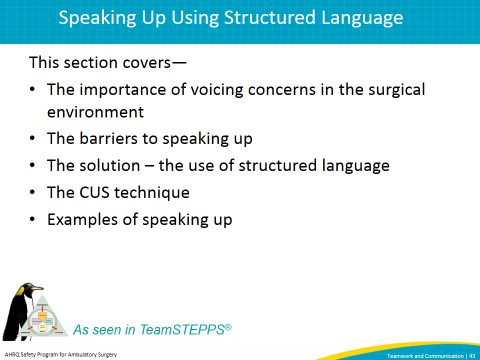 Speaking Up Using Structured Language
This section covers—
• The importance of voicing concerns in the surgical
environment
• The barriers to speaking up
• The solution – the use of structured language
• The CUS technique
• Examples of speaking up
As seen in TeamSTEPPS®
AHRQ Safety Program for Ambulatory Surgery
Teamwork and Communication | 43